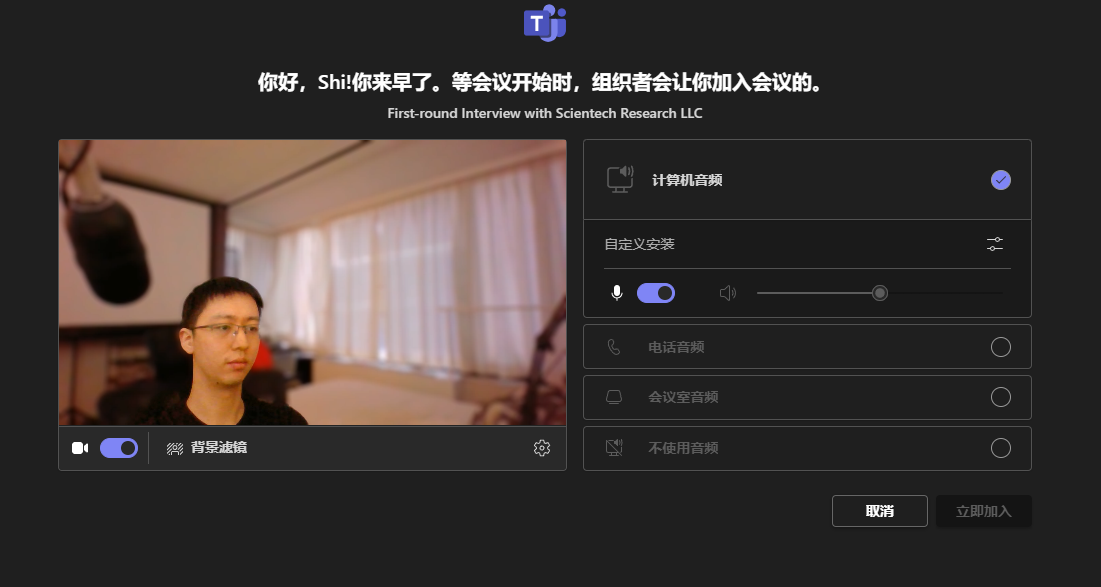 你好，Shi!你来早了。等会议开始时，组织者会让你加入会议的。
First-round Interview with Scientech Research LLC
计算机音频
自定义安装
电话音频
会议室音频
背景滤镜
不使用音频
取消
立即加入